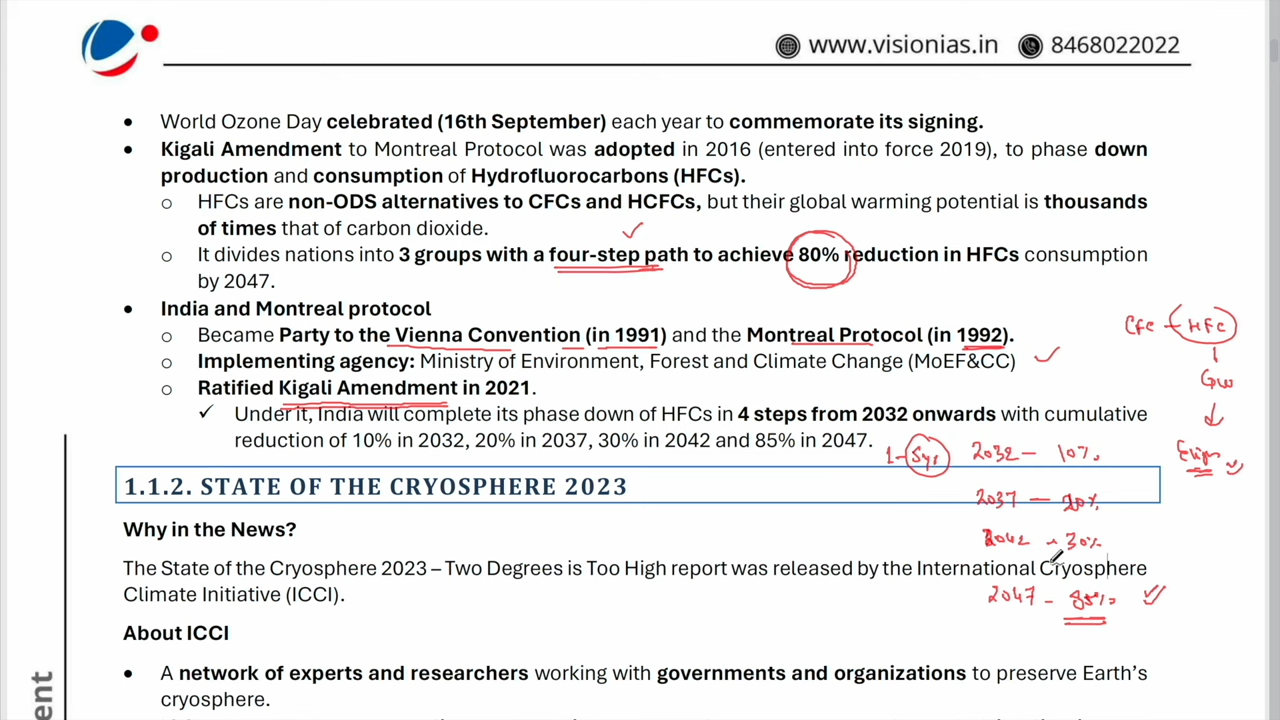 www.visionias.in 8468022022
• World Ozone Day celebrated (16th September) each year to commemorate its signing.
• Kigali Amendment to Montreal Protocol was adopted in 2016 (entered into force 2019), to phase down
production and consumption of Hydrofluorocarbons (HFCs).
o HFCs are non-ODS alternatives to CFCs and HCFCs, but their global warming potential is thousands
of times that of carbon dioxide.
o It divides nations into 3 groups with a four-step path to achieve 80% reduction in HFCs consumption
by 2047.
• India and Montreal protocol
o Became Party to the Vienna Convention (in 1991) and the Montreal Protocol (in 1992).
o Implementing agency: Ministry of Environment, Forest and Climate Change (MoEF&CC)
o Ratified Kigali Amendment in 2021.
✓ Under it, India will complete its phase down of HFCs in 4 steps from 2032 onwards with cumulative
reduction of 10% in 2032, 20% in 2037, 30% in 2042 and 85% in 2047.
CFC - HFC
GW
1 - 5yr 2032 - 10%
2037 - 20%
2042 - 30%
2047 - 85%
1.1.2. STATE OF THE CRYOSPHERE 2023
Why in the News?
The State of the Cryosphere 2023 – Two Degrees is Too High report was released by the International Cryosphere
Climate Initiative (ICCI).
About ICCI
• A network of experts and researchers working with governments and organizations to preserve Earth's
cryosphere.
ent